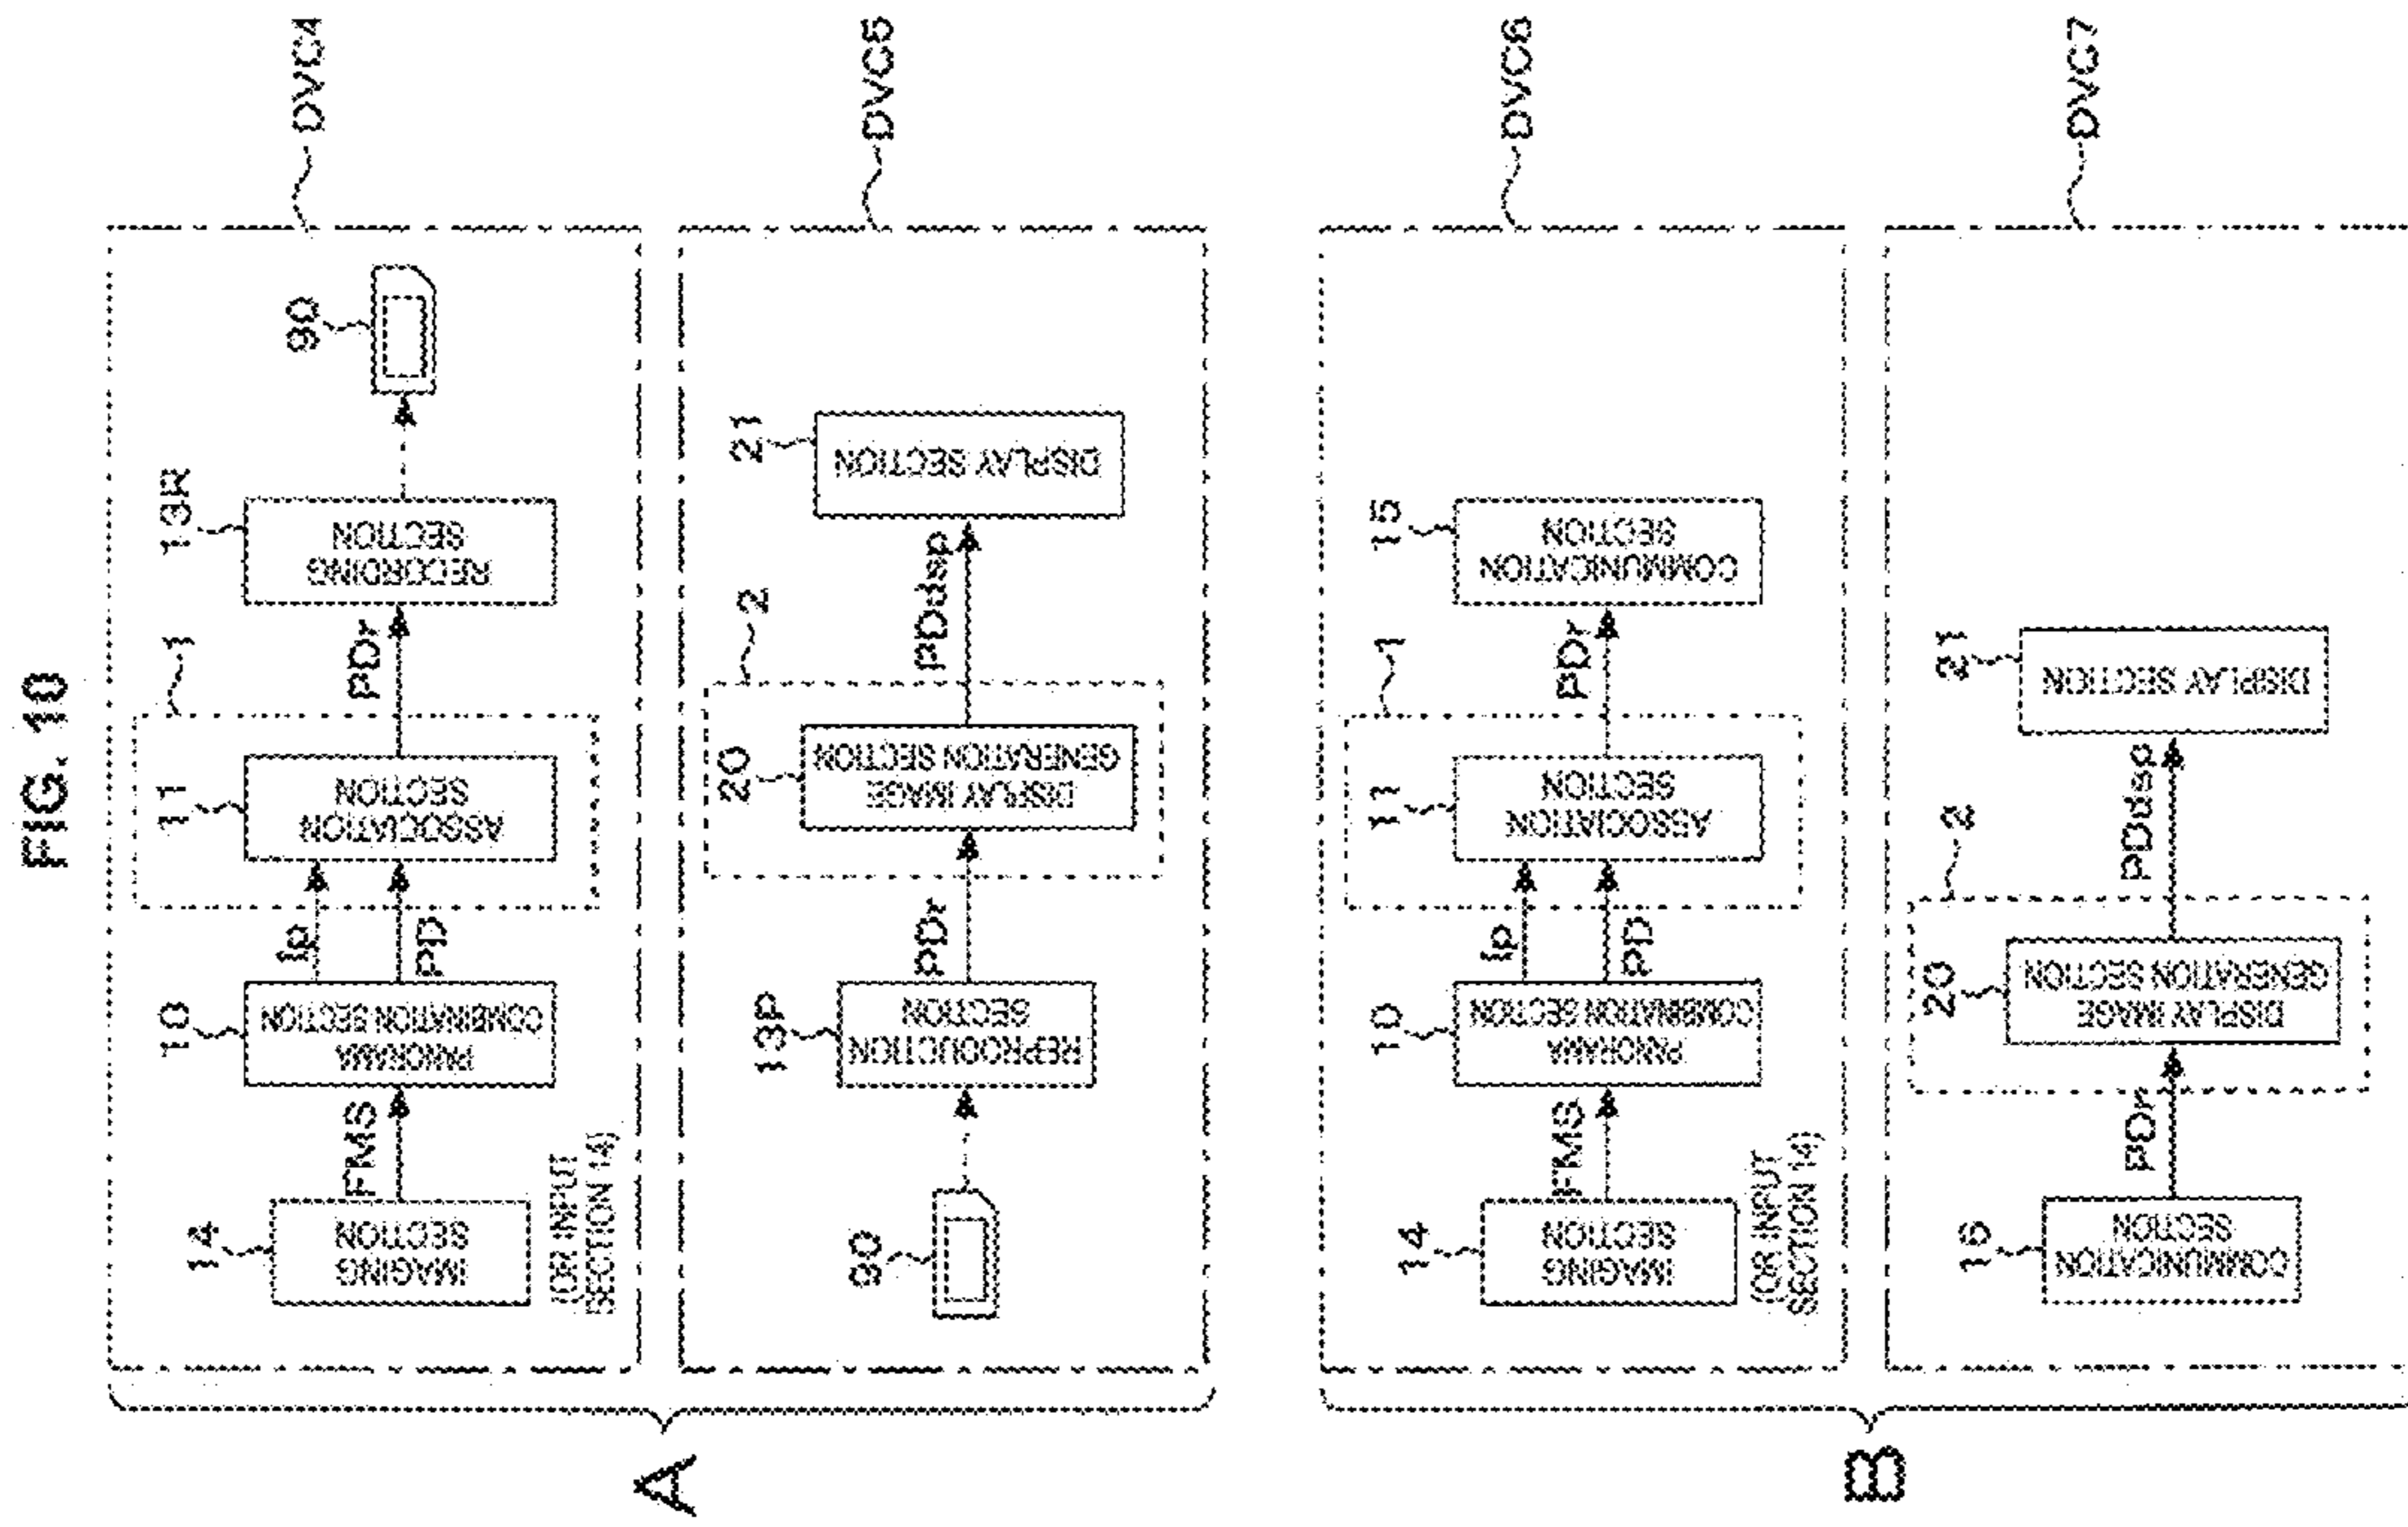 FIG. 10
A
DVC4
14
IMAGING
SECTION
(OR INPUT
SECTION 14)
FMS
10
PANORAMA
COMBINATION SECTION
Ip
PD
1
11
ASSOCIATION
SECTION
PDr
13R
RECORDING
SECTION
90
DVC5
90
13P
REPRODUCTION
SECTION
PDr
2
20
DISPLAY IMAGE
GENERATION SECTION
PDdsp
21
DISPLAY SECTION
B
DVC6
14
IMAGING
SECTION
(OR INPUT
SECTION 14)
FMS
10
PANORAMA
COMBINATION SECTION
Ip
PD
1
11
ASSOCIATION
SECTION
PDr
15
COMMUNICATION
SECTION
DVC7
16
COMMUNICATION
SECTION
PDr
2
20
DISPLAY IMAGE
GENERATION SECTION
PDdsp
21
DISPLAY SECTION